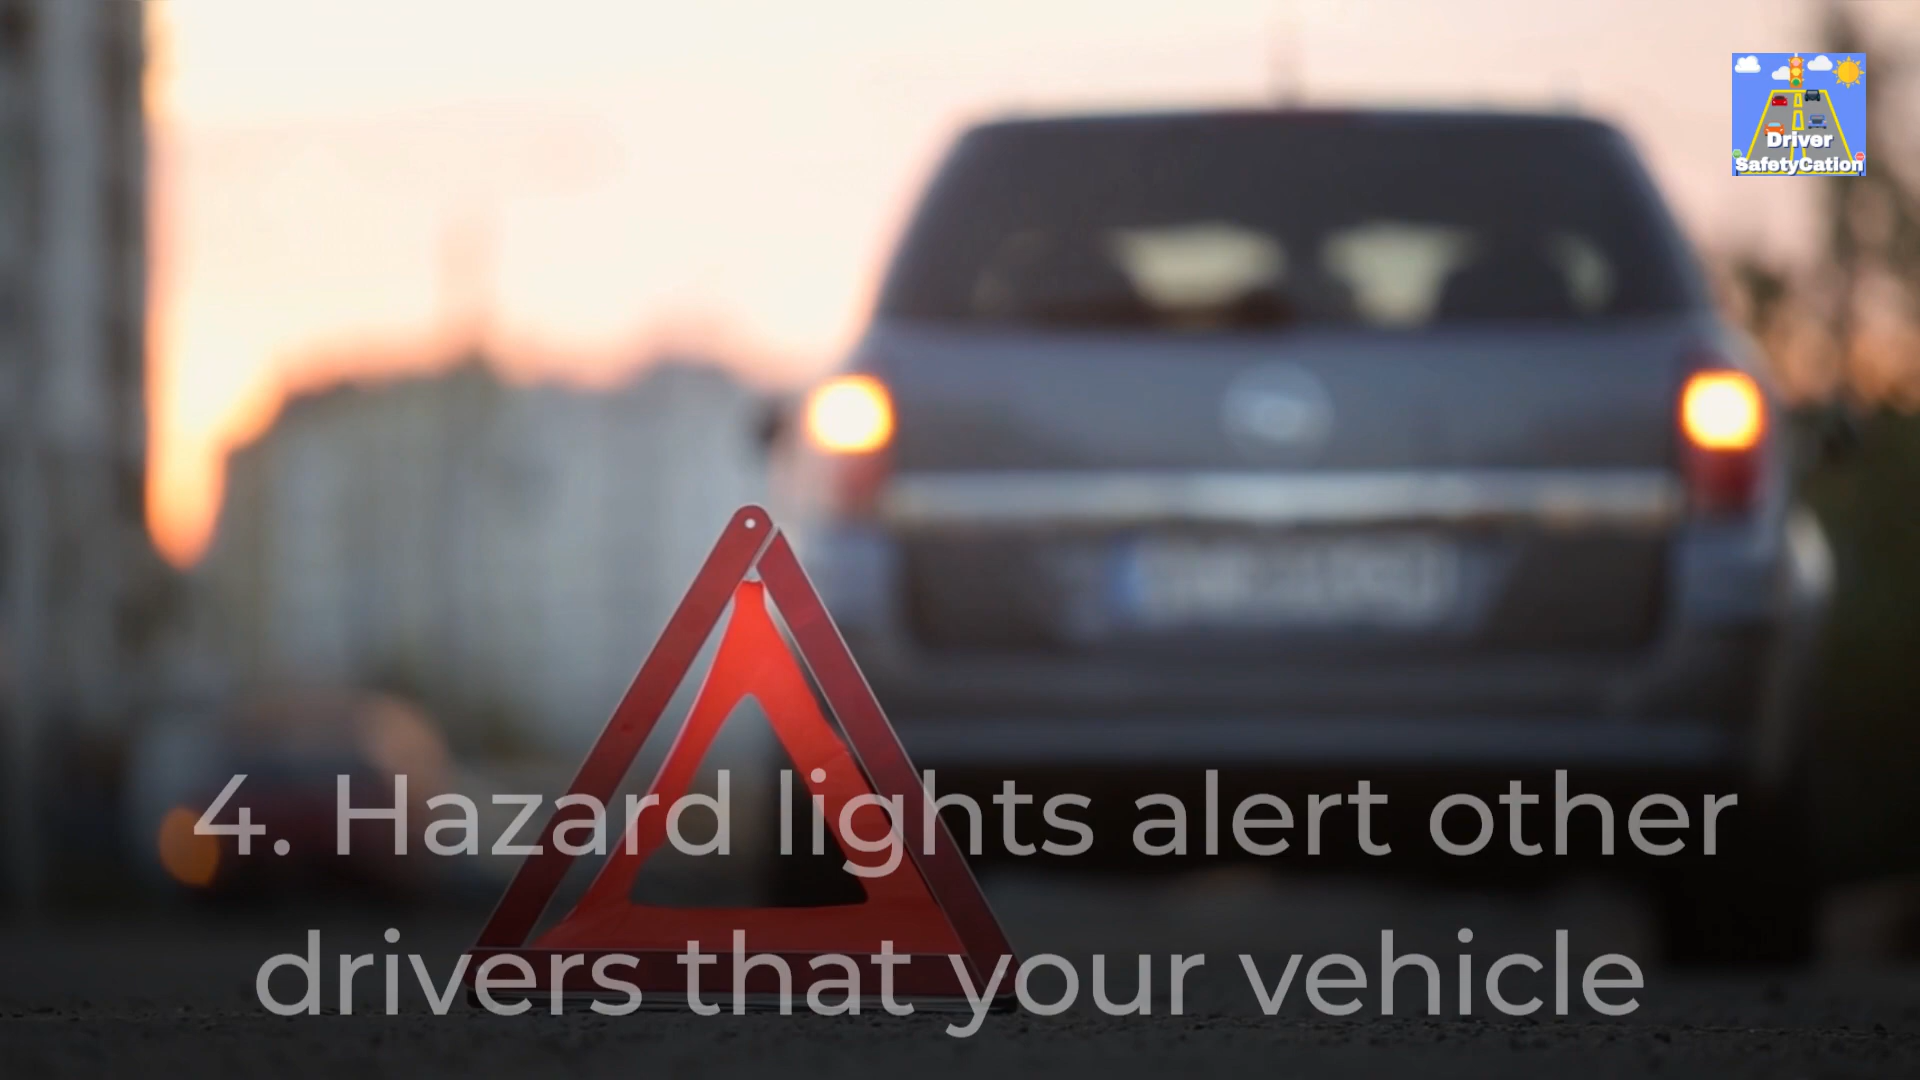 Driver
SafetyCation
4. Hazard lights alert other
drivers that your vehicle